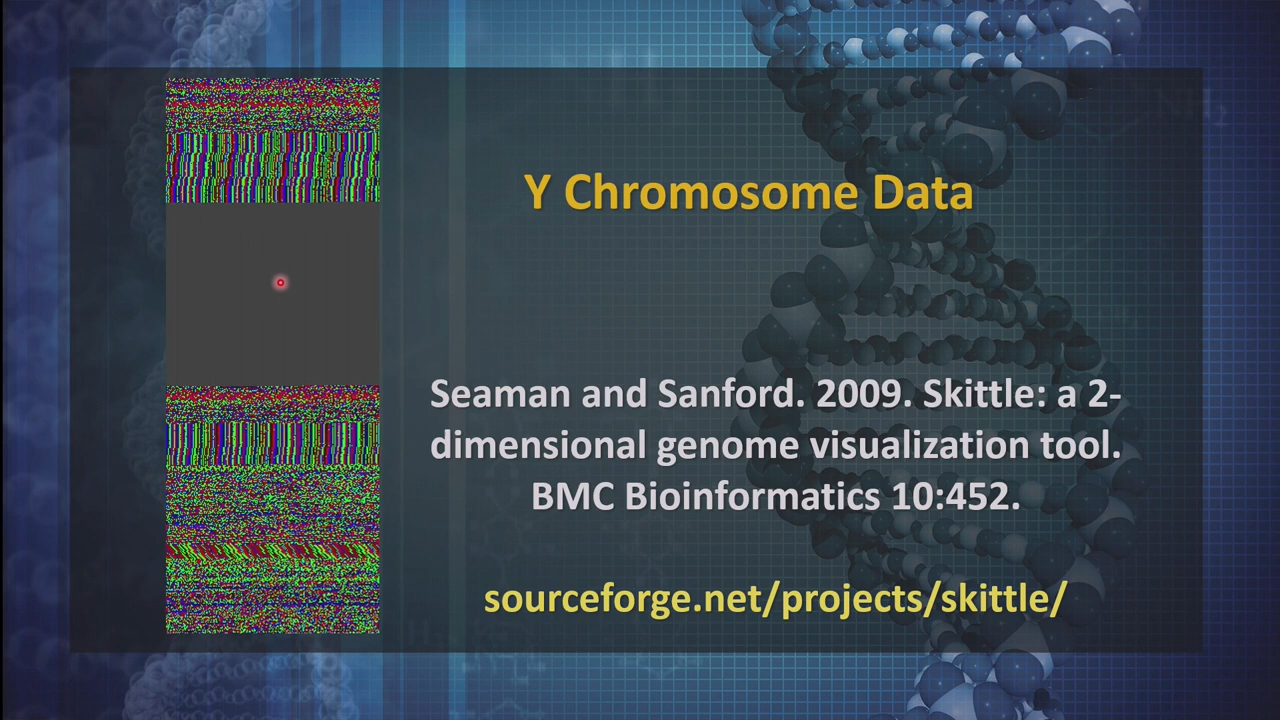 Y Chromosome Data
Seaman and Sanford. 2009. Skittle: a 2-
dimensional genome visualization tool.
BMC Bioinformatics 10:452.
sourceforge.net/projects/skittle/
NH₂